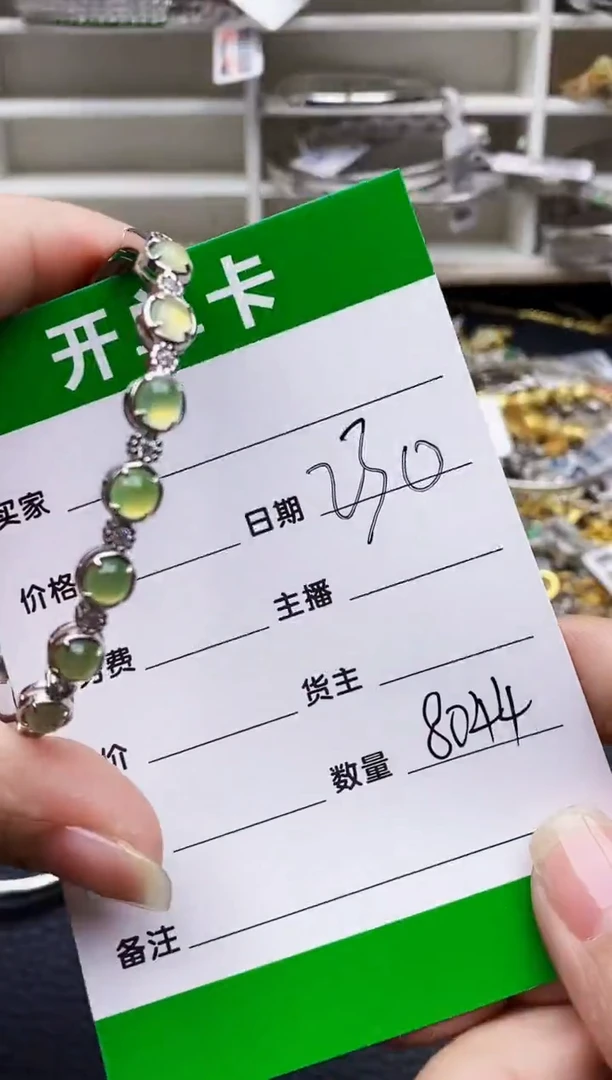 开 卡
买家
价格 日期 230
费 主播
价 货主
数量 8044
备注